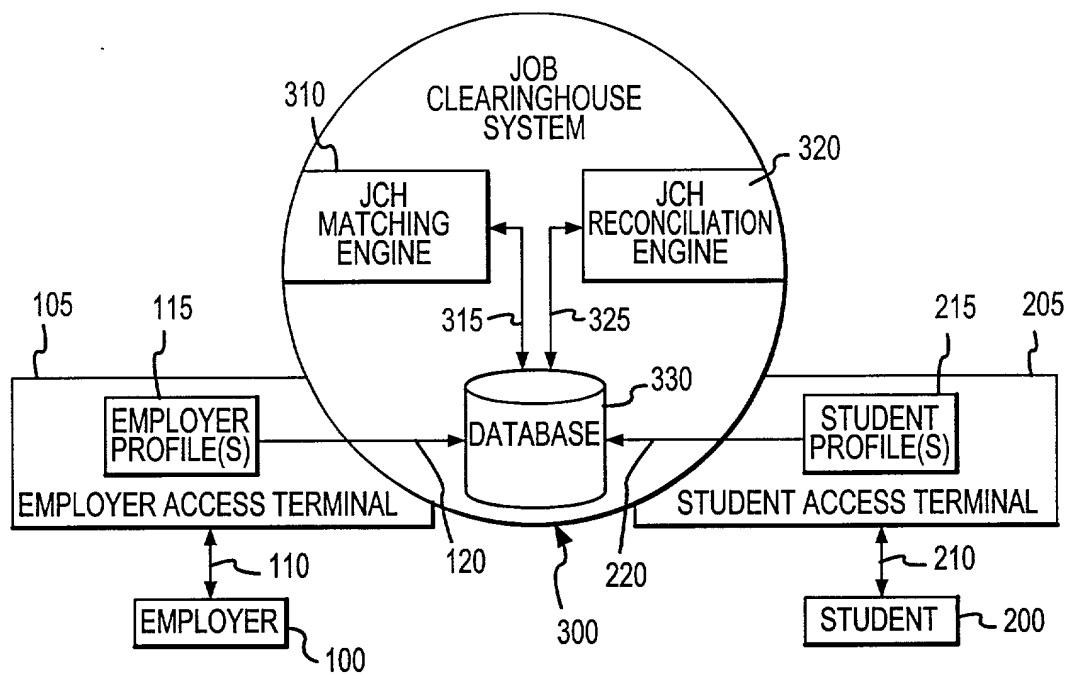 JOB
CLEARINGHOUSE
SYSTEM
310
320
JCH
MATCHING
ENGINE
JCH
RECONCILIATION
ENGINE
105
115
315
325
215
205
330
EMPLOYER
PROFILE(S)
DATABASE
STUDENT
PROFILE(S)
EMPLOYER ACCESS TERMINAL
STUDENT ACCESS TERMINAL
110
120
220
210
EMPLOYER
100
300
STUDENT
200